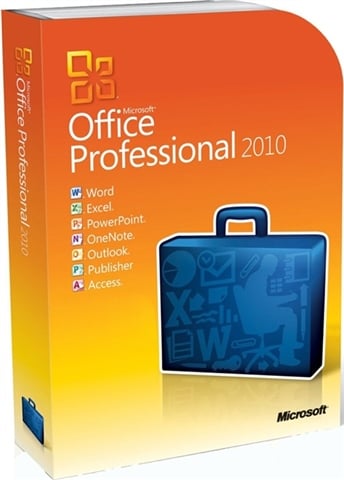 Microsoft®
Office
Professional 2010
Word
.Excel.
.PowerPoint.
.OneNote.
.Outlook.
.Publisher
.Access.
X W
Microsoft